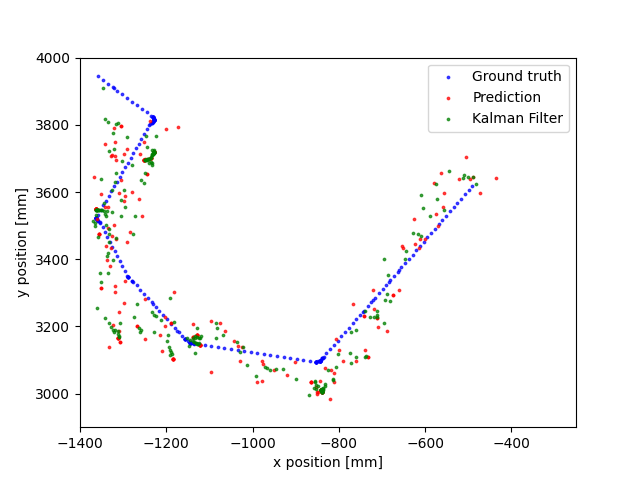 4000
3800
3600
3400
3200
3000
−1400
−1200
−1000
−800
−600
−400
x position [mm]
y position [mm]
Ground truth
Prediction
Kalman Filter